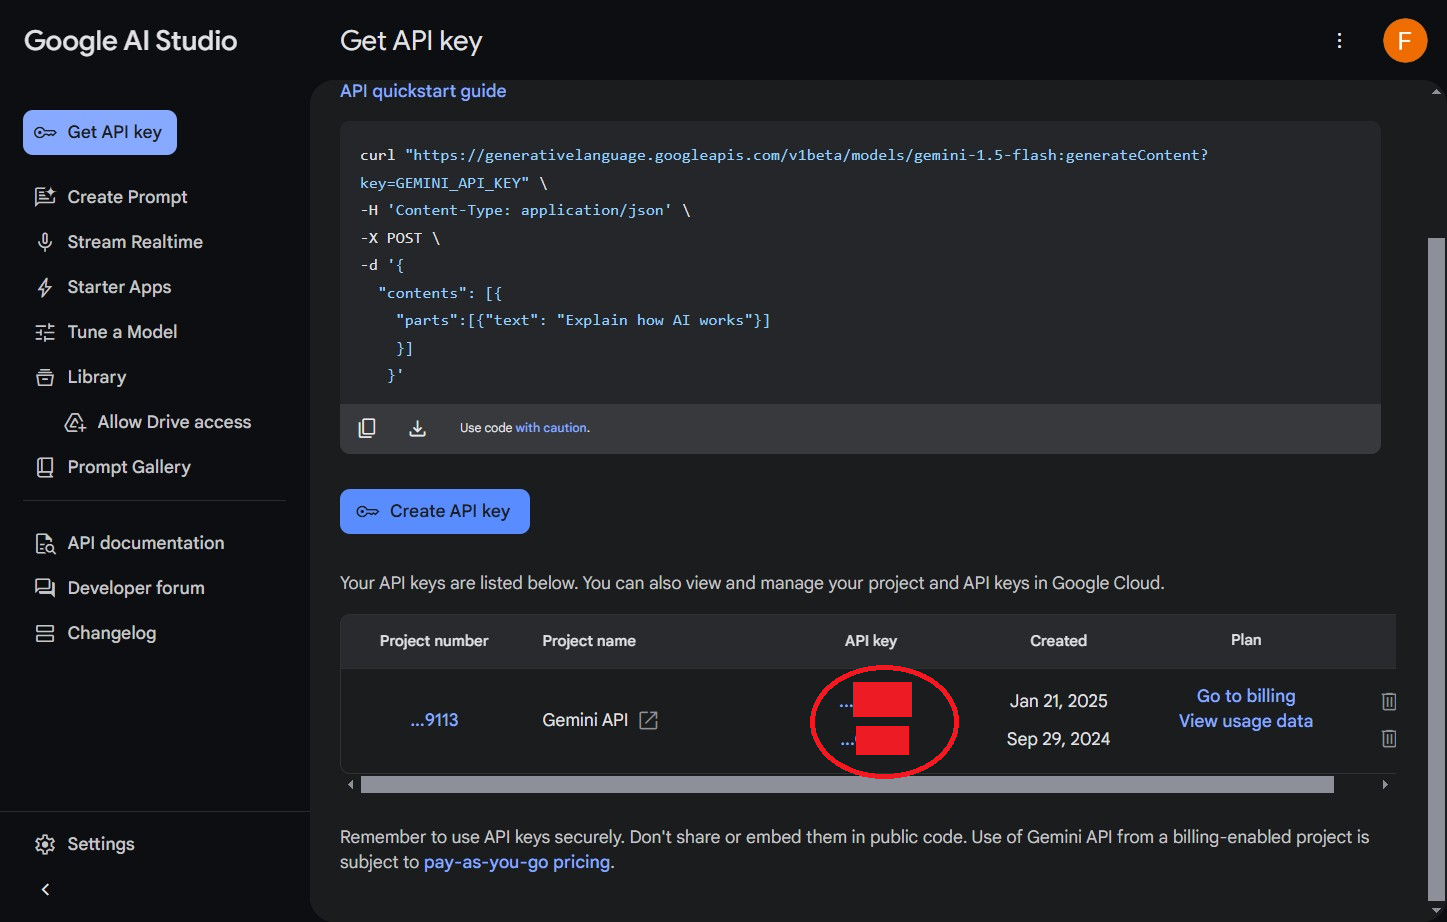 Google AI Studio
Get API key
F
Get API key
Create Prompt
Stream Realtime
Starter Apps
Tune a Model
Library
Allow Drive access
Prompt Gallery
API documentation
Developer forum
Changelog
Settings
API quickstart guide
curl "https://generativelanguage.googleapis.com/v1beta/models/gemini-1.5-flash:generateContent?
key=GEMINI_API_KEY" \
-H 'Content-Type: application/json' \
-X POST \
-d '{
"contents": [{
"parts":[{"text": "Explain how AI works"}]
}]
}'
Use code with caution.
Create API key
Your API keys are listed below. You can also view and manage your project and API keys in Google Cloud.
Project number Project name API key Created Plan
...9113 Gemini API ... Jan 21, 2025 Go to billing
... Sep 29, 2024 View usage data
Remember to use API keys securely. Don't share or embed them in public code. Use of Gemini API from a billing-enabled project is
subject to pay-as-you-go pricing.